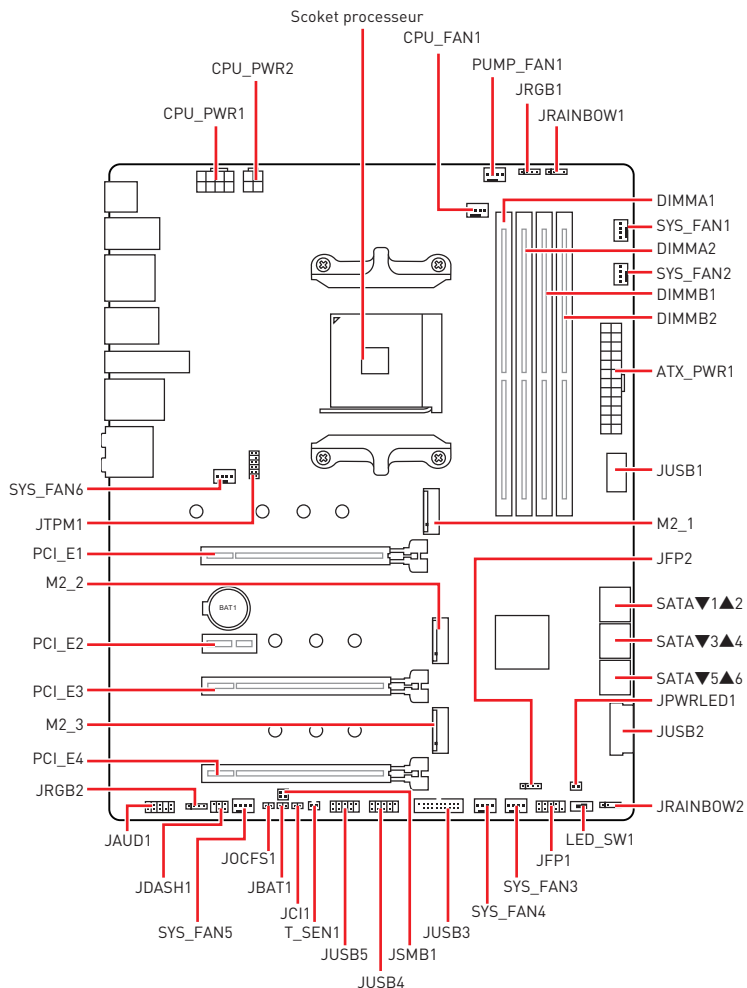 Scoket processeur
CPU_FAN1
PUMP_FAN1
CPU_PWR2
JRGB1
CPU_PWR1
JRAINBOW1
DIMMA1
SYS_FAN1
DIMMA2
SYS_FAN2
DIMMB1
DIMMB2
ATX_PWR1
JUSB1
SYS_FAN6
JTPM1
M2_1
PCI_E1
JFP2
M2_2
BAT1
SATA▼1▲2
PCI_E2
SATA▼3▲4
SATA▼5▲6
PCI_E3
JPWRLED1
M2_3
JUSB2
PCI_E4
JRGB2
JAUD1
JRAINBOW2
LED_SW1
JOCFS1
JFP1
JDASH1
JBAT1
SYS_FAN3
JCI1
SYS_FAN4
SYS_FAN5
T_SEN1
JUSB3
JUSB5
JSMB1
JUSB4